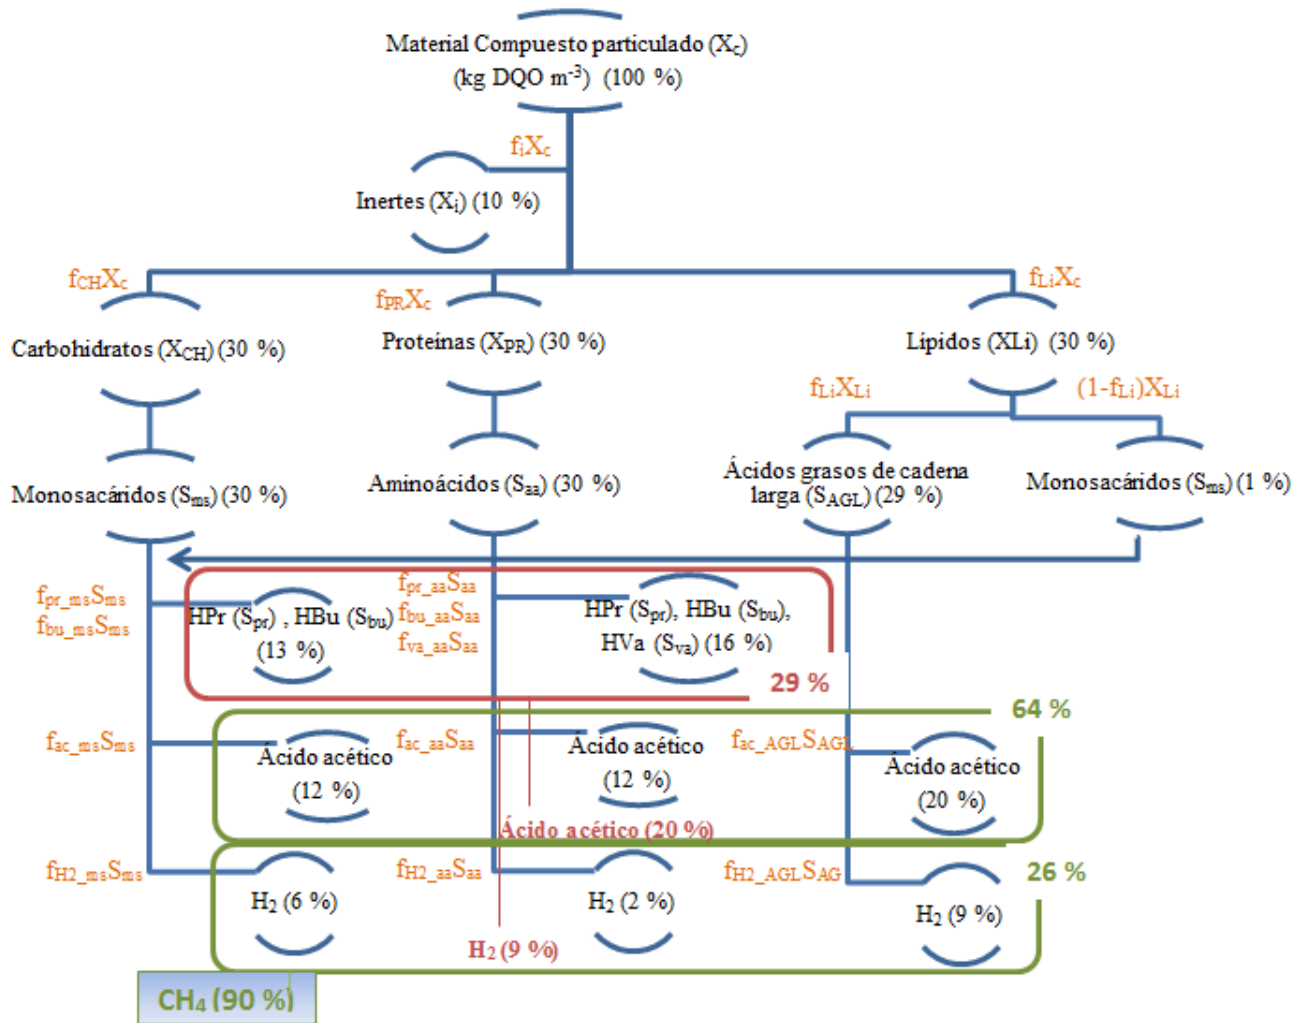 Material Compuesto particulado (Xc)
(kg DQO m-3) (100 %)
fiXc
Inertes (Xi) (10 %)
fCHXc
fPRXc
fLiXc
Carbohidratos (XCH) (30 %)
Proteínas (XPR) (30 %)
Lípidos (XLi) (30 %)
fLiXLi
(1-fLi)XLi
Monosacáridos (Sms) (30 %)
Aminoácidos (Saa) (30 %)
Ácidos grasos de cadena
larga (SAGL) (29 %)
Monosacáridos (Sms) (1 %)
fpr_msSms
fbu_msSms
HPr (Spr) , HBu (Sbu)
(13 %)
fpr_aaSaa
fbu_aaSaa
fva_aaSaa
HPr (Spr), HBu (Sbu),
HVa (Sva) (16 %)
29 %
64 %
fac_msSms
Ácido acético
(12 %)
fac_aaSaa
Ácido acético
(12 %)
fac_AGLSAGL
Ácido acético
(20 %)
Ácido acético (20 %)
fH2_msSms
H2 (6 %)
fH2_aaSaa
H2 (2 %)
fH2_AGLSAG
H2 (9 %)
26 %
H2 (9 %)
CH4 (90 %)